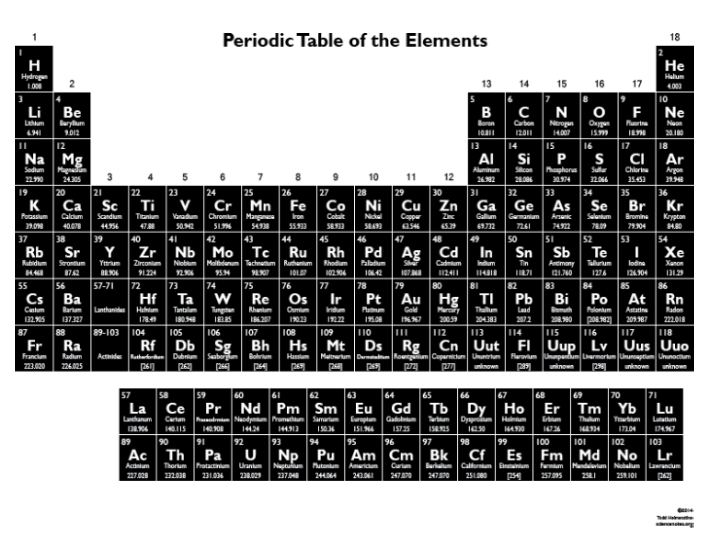 Periodic Table of the Elements
1 18
1 2
H He
Hydrogen Helium
1.008 4.003
2 13 14 15 16 17
3 4 5 6 7 8 9 10
Li Be B C N O F Ne
Lithium Beryllium Boron Carbon Nitrogen Oxygen Fluorine Neon
6.941 9.012 10.811 12.011 14.007 15.999 18.998 20.180
11 12 13 14 15 16 17 18
Na Mg Al Si P S Cl Ar
Sodium Magnesium Aluminum Silicon Phosphorus Sulfur Chlorine Argon
22.990 24.305 26.982 28.086 30.974 32.066 35.453 39.948
3 4 5 6 7 8 9 10 11 12
19 20 21 22 23 24 25 26 27 28 29 30 31 32 33 34 35 36
K Ca Sc Ti V Cr Mn Fe Co Ni Cu Zn Ga Ge As Se Br Kr
Potassium Calcium Scandium Titanium Vanadium Chromium Manganese Iron Cobalt Nickel Copper Zinc Gallium Germanium Arsenic Selenium Bromine Krypton
39.098 40.078 44.956 47.88 50.942 51.996 54.938 55.933 58.933 58.693 63.546 65.39 69.732 72.61 74.922 78.09 79.904 84.80
37 38 39 40 41 42 43 44 45 46 47 48 49 50 51 52 53 54
Rb Sr Y Zr Nb Mo Tc Ru Rh Pd Ag Cd In Sn Sb Te I Xe
Rubidium Strontium Yttrium Zirconium Niobium Molybdenum Technetium Ruthenium Rhodium Palladium Silver Cadmium Indium Tin Antimony Tellurium Iodine Xenon
84.468 87.62 88.906 91.224 92.906 95.94 98.907 101.07 102.906 106.42 107.868 112.411 114.818 118.71 121.760 127.6 126.904 131.29
55 56 57-71 72 73 74 75 76 77 78 79 80 81 82 83 84 85 86
Cs Ba Hf Ta W Re Os Ir Pt Au Hg Tl Pb Bi Po At Rn
Cesium Barium Lanthanides Hafnium Tantalum Tungsten Rhenium Osmium Iridium Platinum Gold Mercury Thallium Lead Bismuth Polonium Astatine Radon
132.905 137.327 178.49 180.948 183.85 186.207 190.23 192.22 195.08 196.967 200.59 204.383 207.2 208.980 [208.982] 209.987 222.018
87 88 89-103 104 105 106 107 108 109 110 111 112 113 114 115 116 117 118
Fr Ra Rf Db Sg Bh Hs Mt Ds Rg Cn Uut Fl Uup Lv Uus Uuo
Francium Radium Actinides Rutherfordium Dubnium Seaborgium Bohrium Hassium Meitnerium Darmstadtium Roentgenium Copernicium Ununtrium Flerovium Ununpentium Livermorium Ununseptium Ununoctium
223.020 226.025 [261] [262] [266] [264] [269] [268] [269] [272] [277] unknown [289] unknown [298] unknown unknown
57 58 59 60 61 62 63 64 65 66 67 68 69 70 71
La Ce Pr Nd Pm Sm Eu Gd Tb Dy Ho Er Tm Yb Lu
Lanthanum Cerium Praseodymium Neodymium Promethium Samarium Europium Gadolinium Terbium Dysprosium Holmium Erbium Thulium Ytterbium Lutetium
138.906 140.115 140.908 144.24 144.913 150.36 151.966 157.25 158.925 162.50 164.930 167.26 168.934 173.04 174.967
89 90 91 92 93 94 95 96 97 98 99 100 101 102 103
Ac Th Pa U Np Pu Am Cm Bk Cf Es Fm Md No Lr
Actinium Thorium Protactinium Uranium Neptunium Plutonium Americium Curium Berkelium Californium Einsteinium Fermium Mendelevium Nobelium Lawrencium
227.028 232.038 231.036 238.029 237.048 244.064 243.061 247.070 247.070 251.080 [254] 257.095 258.1 259.101 [262]
©2014
Todd Helmenstine
sciencenotes.org